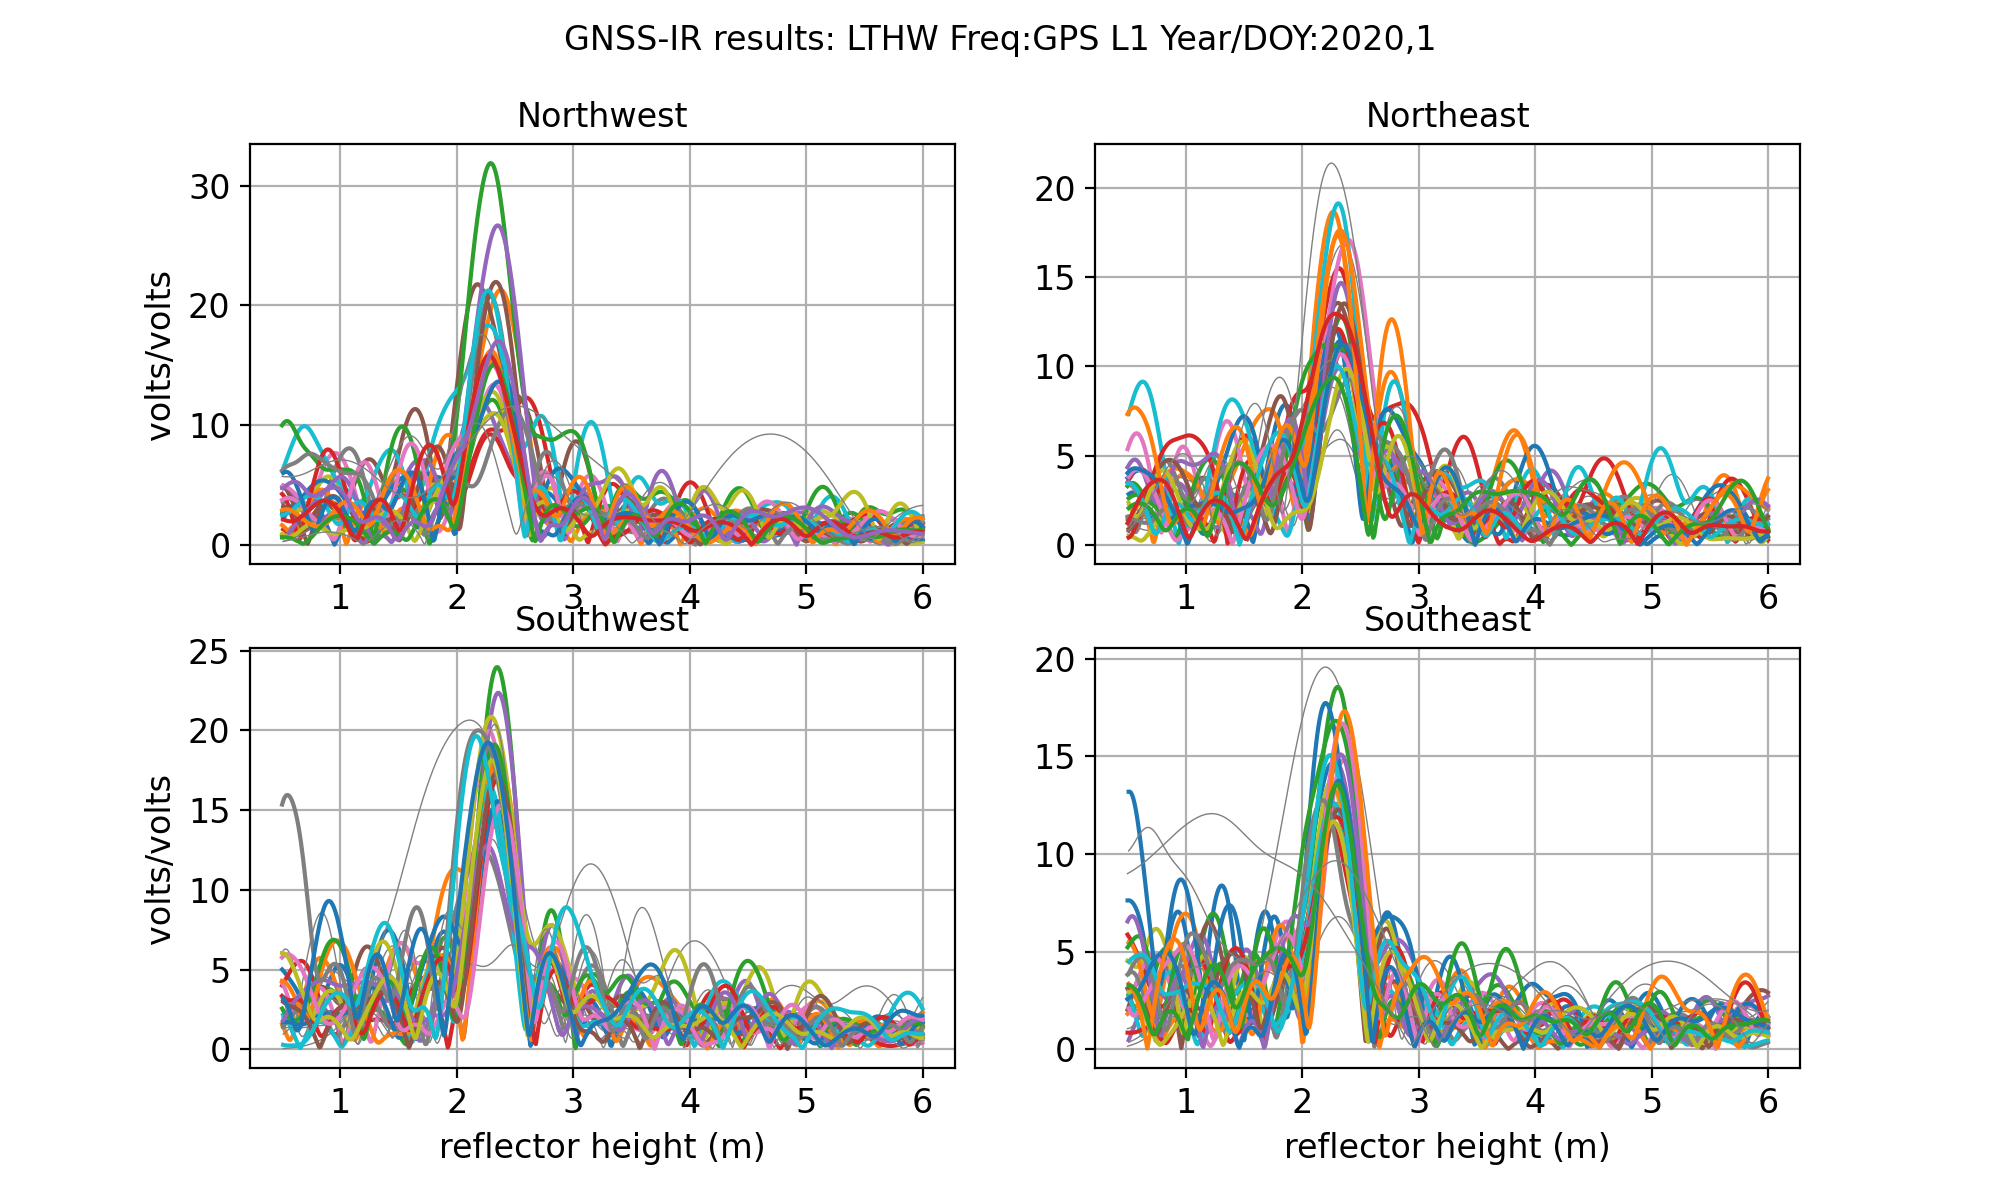 GNSS-IR results: LTHW Freq:GPS L1 Year/DOY:2020,1
Northwest
Northeast
volts/volts
30
20
10
0
20
15
10
5
0
1 2 3 4 5 6
1 2 3 4 5 6
Southwest
Southeast
volts/volts
25
20
15
10
5
0
20
15
10
5
0
1 2 3 4 5 6
1 2 3 4 5 6
reflector height (m)
reflector height (m)